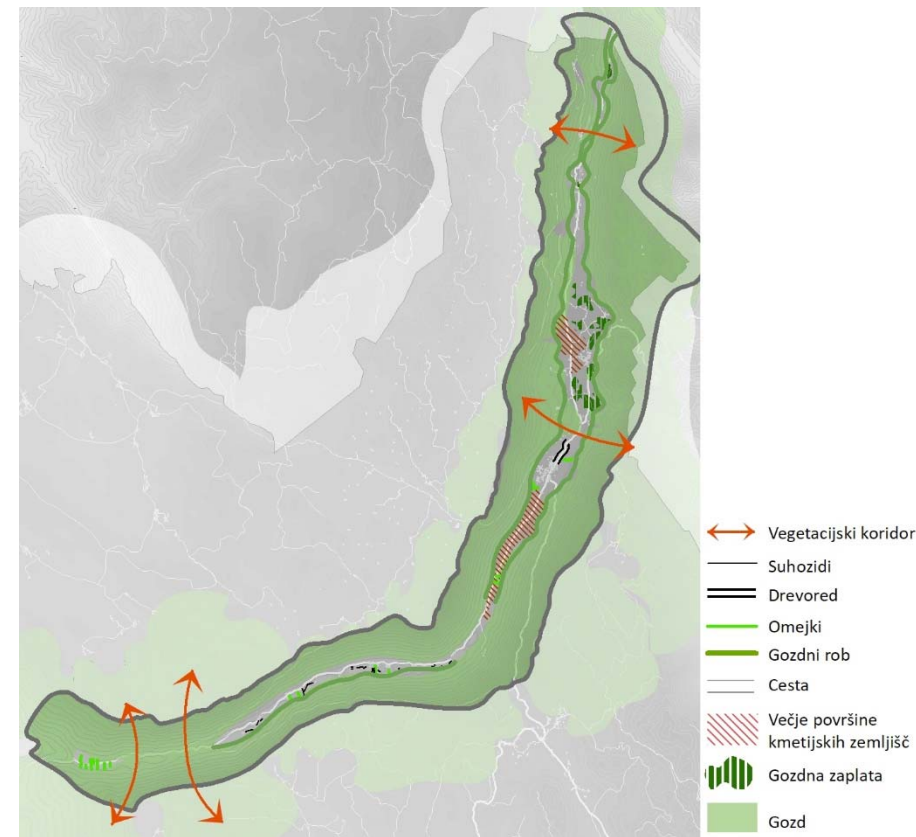 Vegetacijski koridor
Suhozidi
Drevored
Omejki
Gozdni rob
Cesta
Večje površine
kmetijskih zemljišč
Gozdna zaplata
Gozd